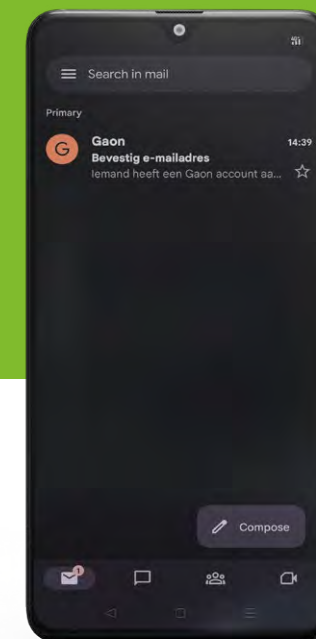 Search in mail
Primary
G
Gaon
14:39
Bevestig e-mailadres
Iemand heeft een Gaon account aa...
Compose
1